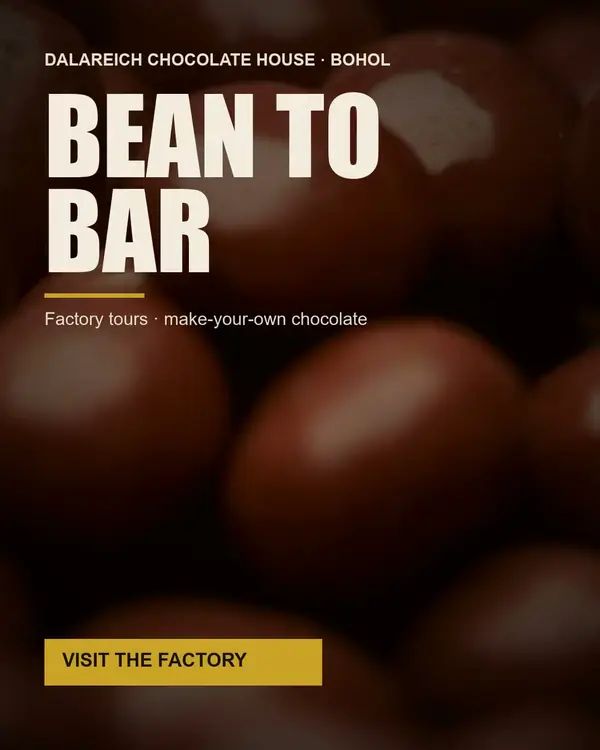 DALAREICH CHOCOLATE HOUSE · BOHOL
BEAN TO
BAR
Factory tours · make-your-own chocolate
VISIT THE FACTORY